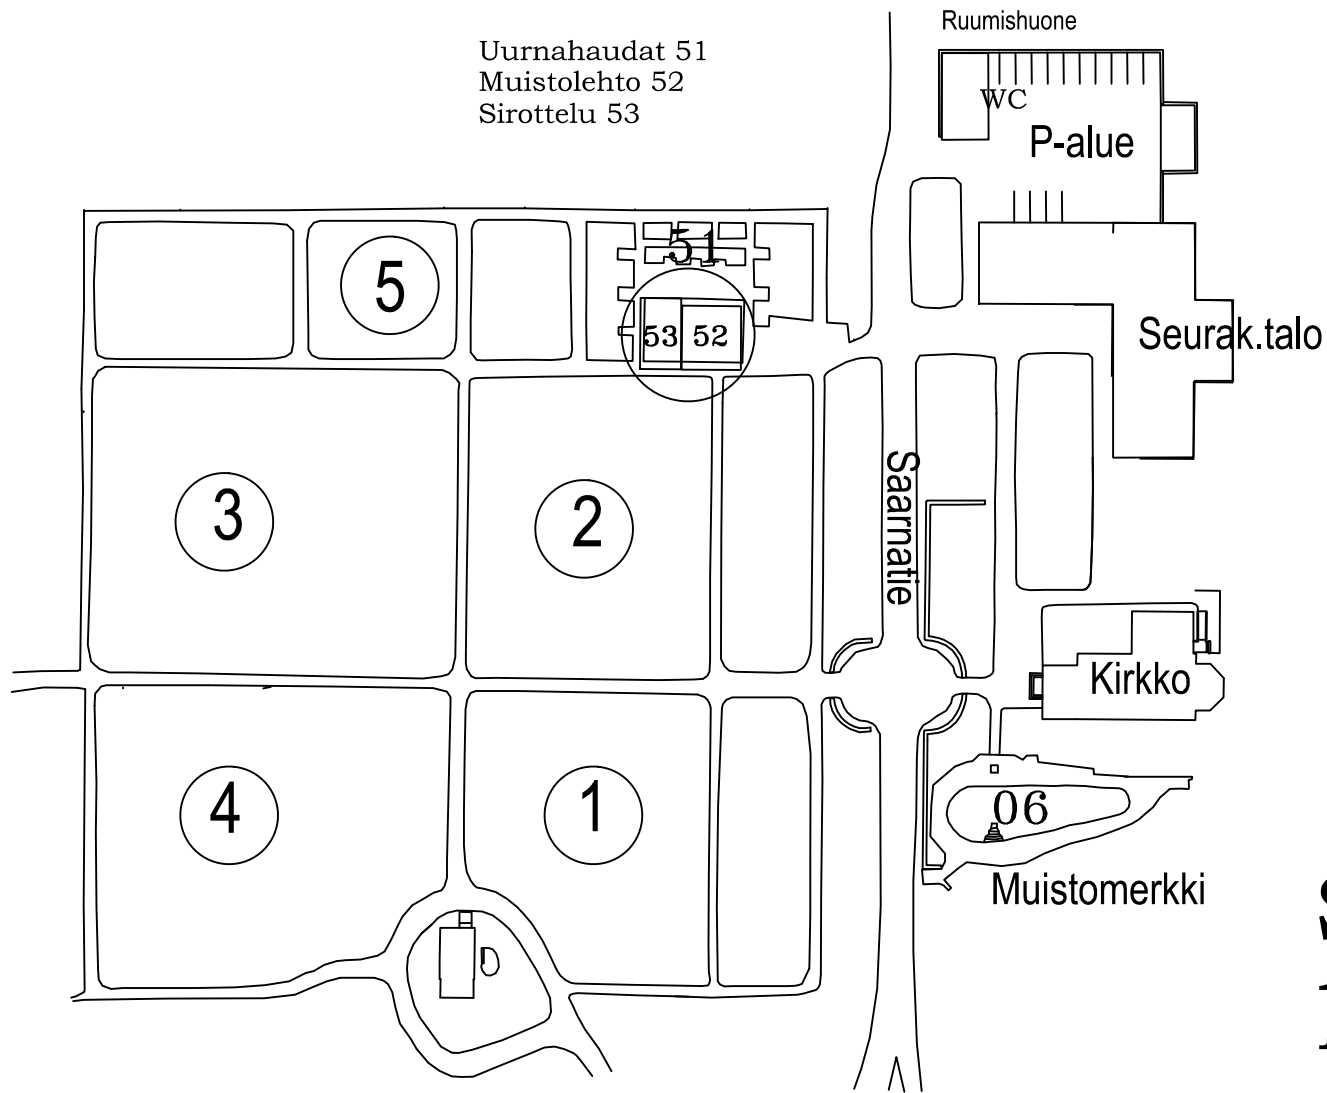 Ruumishuone
Uurnahaudat 51
Muistolehto 52
Sirottelu 53
WC
P-alue
51
5
53
52
Seurak.talo
3
2
Saarnatie
Kirkko
4
1
06
Muistomerkki